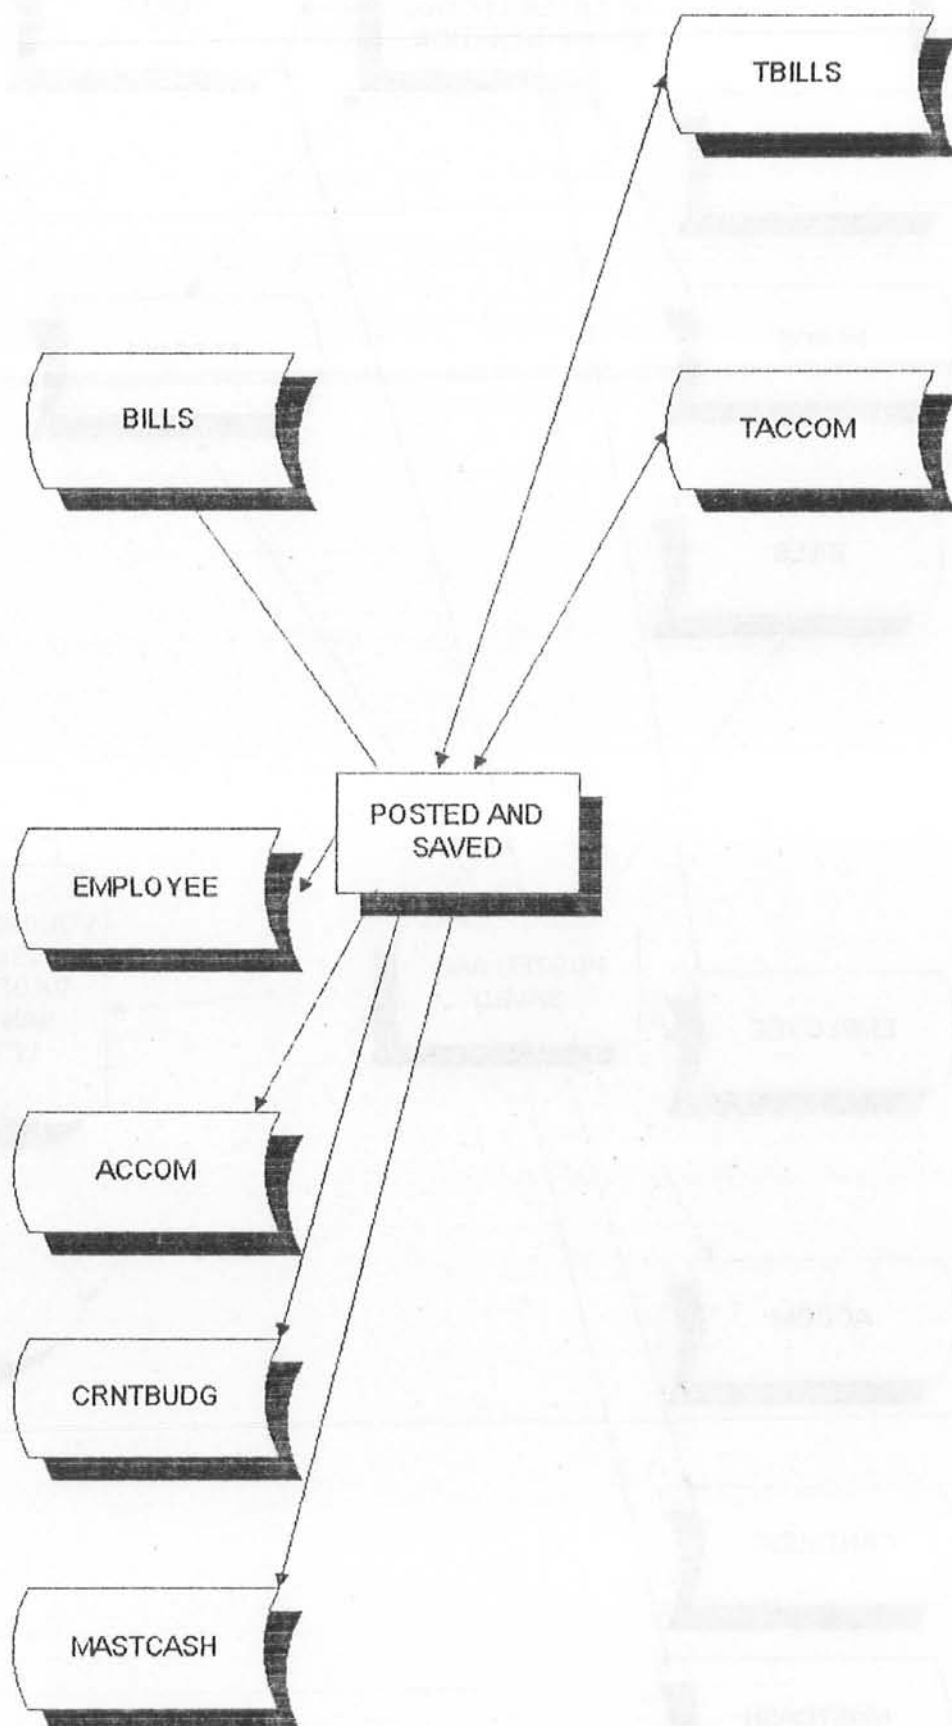 TBILLS
BILLS
TACCOM
POSTED AND
SAVED
EMPLOYEE
ACCOM
CRNTBUDG
MASTCASH